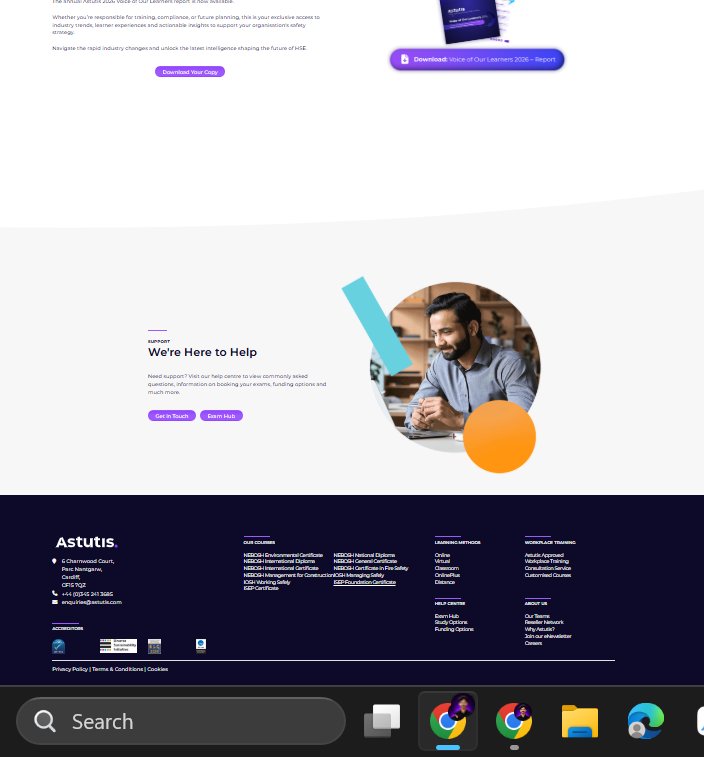 The annual Astutis 2026 Voice of Our Learners report is now available.
Whether you're responsible for training, compliance, or future planning, this is your exclusive access to
industry trends, learner experiences and actionable insights to support your organisation's safety
strategy.
Navigate the rapid industry changes and unlock the latest intelligence shaping the future of HSE.
Download Your Copy
Astutis
Download: Voice of Our Learners 2026 – Report
SUPPORT
We're Here to Help
Need support? Visit our help centre to view commonly asked
questions, information on booking your exams, funding options and
much more.
Get In Touch
Exam Hub
Astutis.
6 Charnwood Court,
Parc Nantgarw,
Cardiff,
CF15 7QZ
+44 (0)345 241 3685
enquiries@astutis.com
ACCREDITORS
OUR COURSES
NEBOSH Environmental Certificate
NEBOSH International Diploma
NEBOSH International Certificate
NEBOSH Management for Construction
IOSH Working Safely
ISEP Certificate
NEBOSH National Diploma
NEBOSH General Certificate
NEBOSH Certificate in Fire Safety
IOSH Managing Safely
ISEP Foundation Certificate
LEARNING METHODS
Online
Virtual
Classroom
OnlinePlus
Distance
WORKPLACE TRAINING
Astutis Approved
Workplace Training
Consultation Service
Customised Courses
HELP CENTRE
Exam Hub
Study Options
Funding Options
ABOUT US
Our Teams
Reseller Network
Why Astutis?
Join our eNewsletter
Careers
Privacy Policy | Terms & Conditions | Cookies
Search